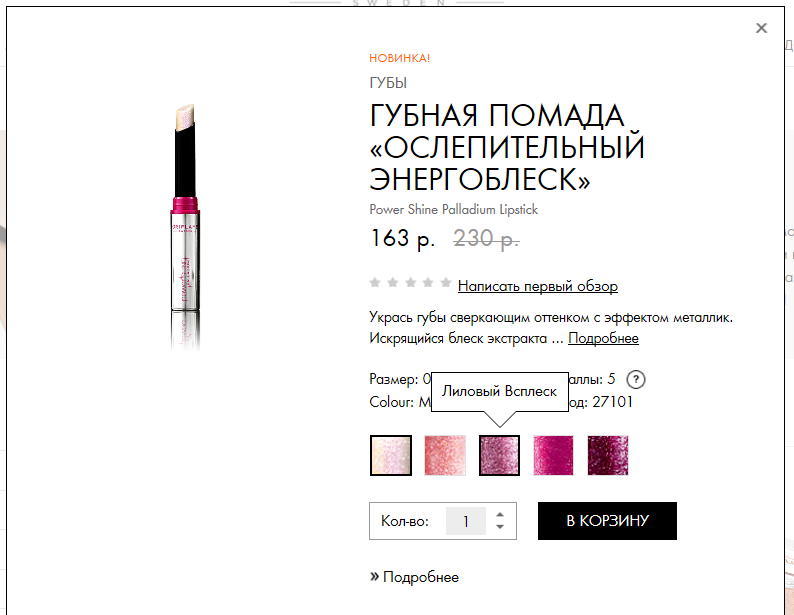 SWEDEN
НОВИНКА!
ГУБЫ
ГУБНАЯ ПОМАДА
«ОСЛЕПИТЕЛЬНЫЙ
ЭНЕРГОБЛЕСК»
Power Shine Palladium Lipstick
163 р. 230 р.
Написать первый обзор
Укрась губы сверкающим оттенком с эффектом металлик.
Искрящийся блеск экстракта ... Подробнее
Размер: 0 аллы: 5 ?
Лиловый Всплеск
Colour: М од: 27101
ORIFLAME
Кол-во: 1
В КОРЗИНУ
» Подробнее